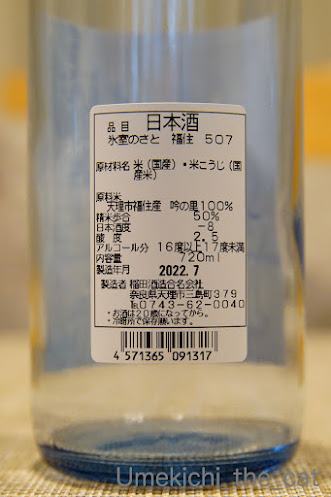 品目 日本酒
氷室のさと 福住 507
原材料名 米(国産)・米こうじ(国
産米)
原料米
天理市福住産 吟の里100%
精米歩合 50%
日本酒度 -8
酸度 2.5
アルコール分 16度以上17度未満
内容量 720ml
製造年月 2022.7
製造者 稲田酒造合名会社
奈良県天理市三島町379
℡0743-62-0040
*お酒は20歳になってから。
*冷暗所で保存願います。
4 571365 091317
Umekichi the cat